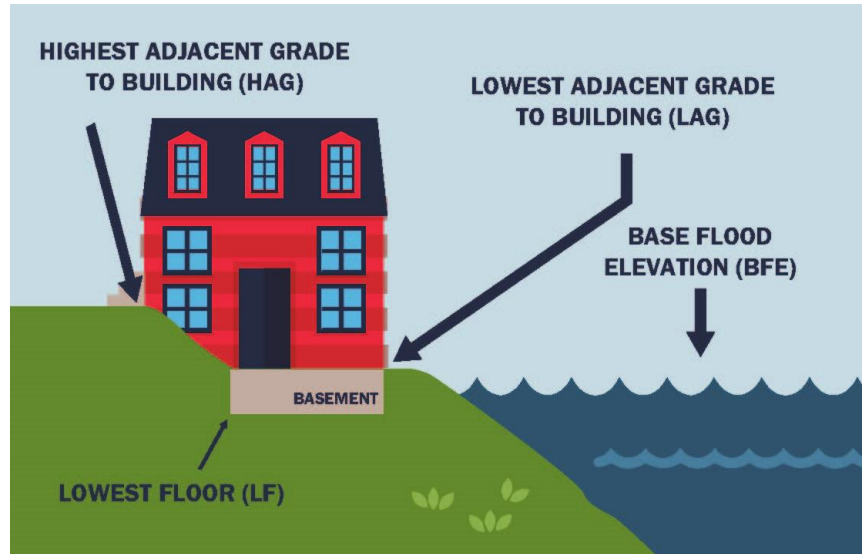 HIGHEST ADJACENT GRADE
TO BUILDING (HAG)
LOWEST ADJACENT GRADE
TO BUILDING (LAG)
BASE FLOOD
ELEVATION (BFE)
BASEMENT
LOWEST FLOOR (LF)